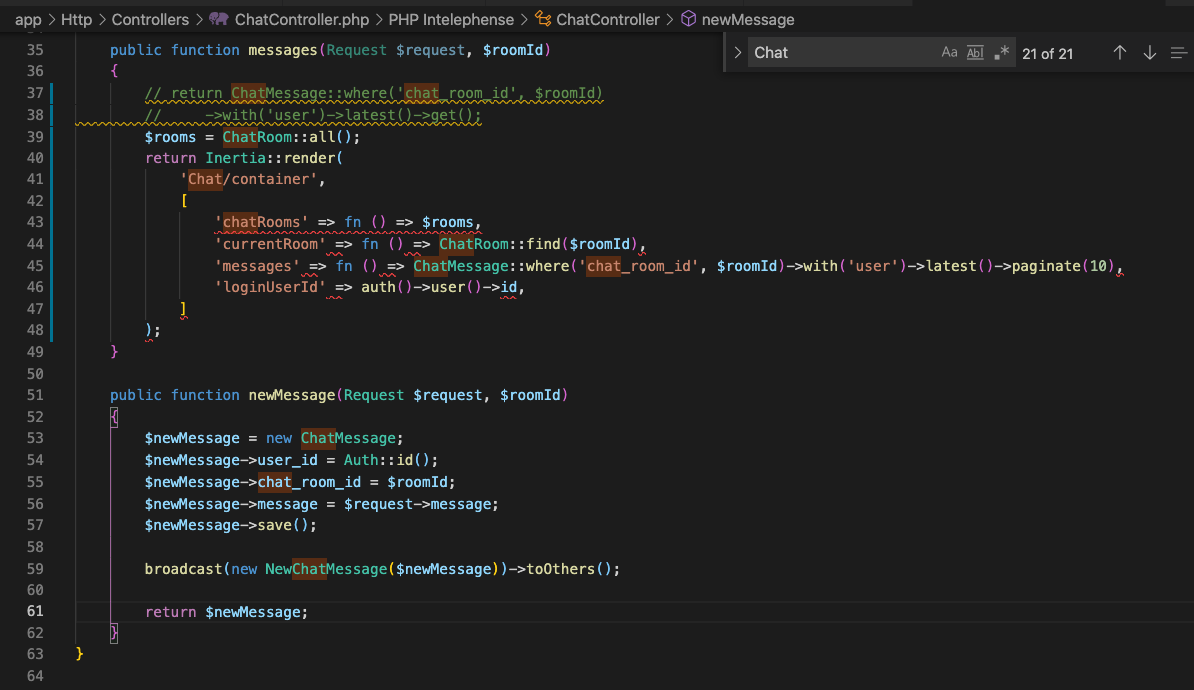 app > Http > Controllers > ChatController.php > PHP Intelephense > ChatController > newMessage
Chat Aa Ab .* 21 of 21
35 public function messages(Request $request, $roomId)
36 {
37 // return ChatMessage::where('chat_room_id', $roomId)
38 // ->with('user')->latest()->get();
39 $rooms = ChatRoom::all();
40 return Inertia::render(
41 'Chat/container',
42 [
43 'chatRooms' => fn () => $rooms,
44 'currentRoom' => fn () => ChatRoom::find($roomId),
45 'messages' => fn () => ChatMessage::where('chat_room_id', $roomId)->with('user')->latest()->paginate(10),
46 'loginUserId' => auth()->user()->id,
47 ]
48 );
49 }
50
51 public function newMessage(Request $request, $roomId)
52 {
53 $newMessage = new ChatMessage;
54 $newMessage->user_id = Auth::id();
55 $newMessage->chat_room_id = $roomId;
56 $newMessage->message = $request->message;
57 $newMessage->save();
58
59 broadcast(new NewChatMessage($newMessage))->toOthers();
60
61 return $newMessage;
62 }
63 }
64